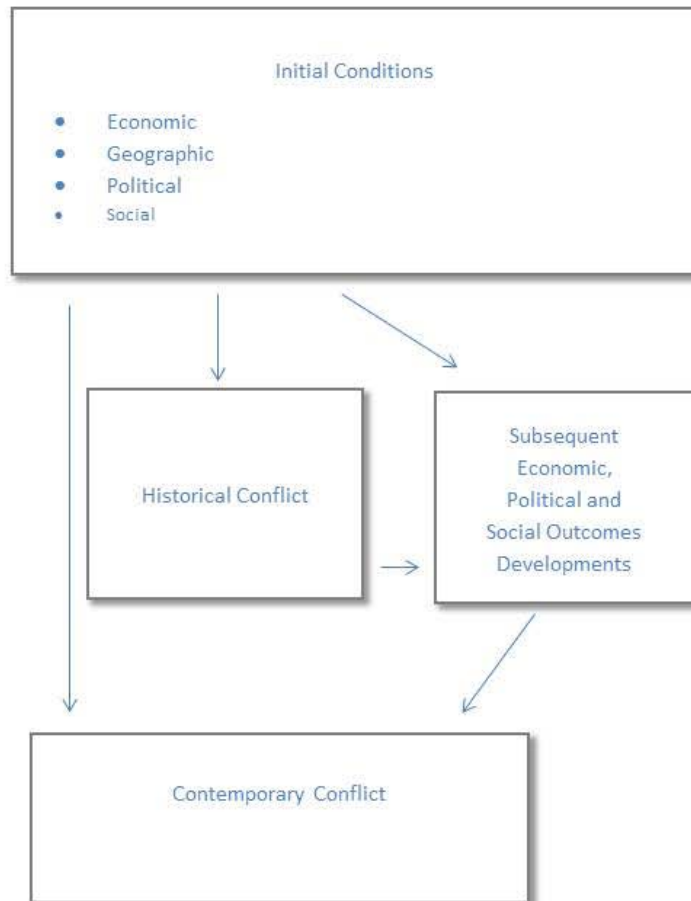 Initial Conditions
• Economic
• Geographic
• Political
• Social
Historical Conflict
Subsequent
Economic,
Political and
Social Outcomes
Developments
Contemporary Conflict